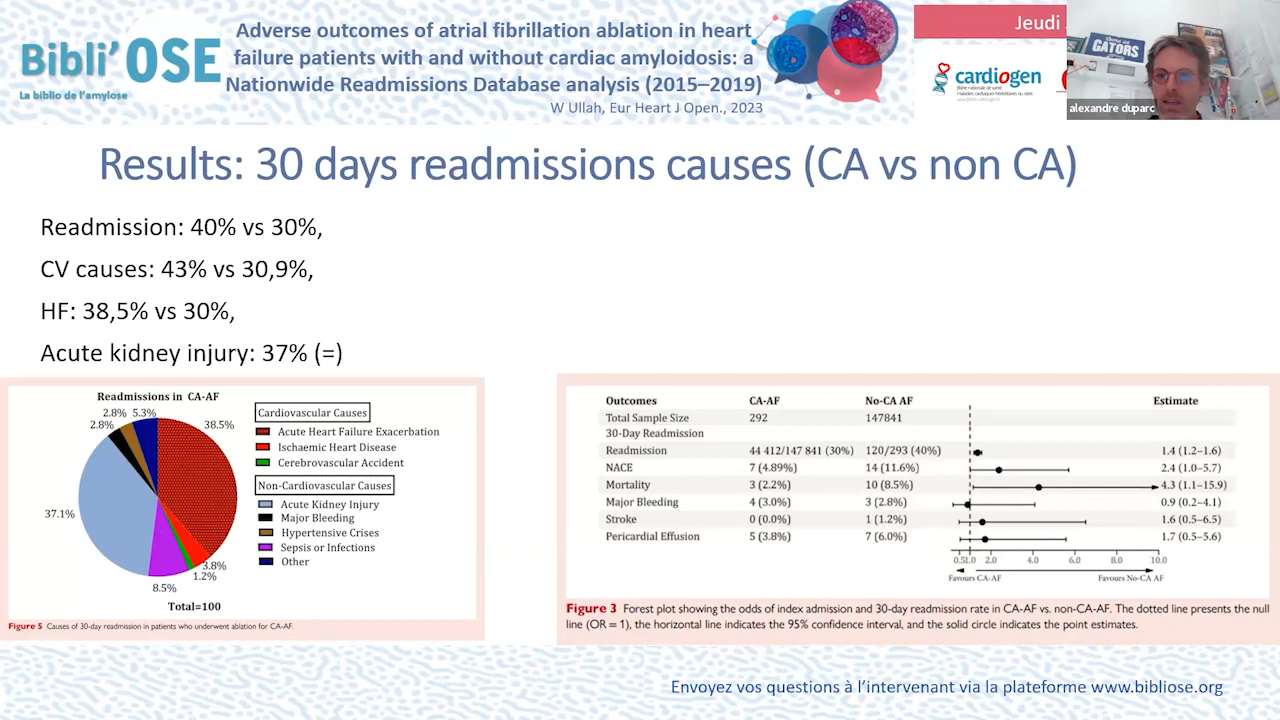 Bibli'OSE
La biblio de l'amylose
Adverse outcomes of atrial fibrillation ablation in heart
failure patients with and without cardiac amyloidosis: a
Nationwide Readmissions Database analysis (2015–2019)
W Ullah, Eur Heart J Open., 2023
Jeudi
cardiogen
GATORS
alexandre duparc
Results: 30 days readmissions causes (CA vs non CA)
Readmission: 40% vs 30%,
CV causes: 43% vs 30,9%,
HF: 38,5% vs 30%,
Acute kidney injury: 37% (=)
Readmissions in CA-AF
2.8% 5.3%
2.8%
38.5%
37.1%
3.8%
1.2%
8.5%
Total=100
Cardiovascular Causes
Acute Heart Failure Exacerbation
Ischaemic Heart Disease
Cerebrovascular Accident
Non-Cardiovascular Causes
Acute Kidney Injury
Major Bleeding
Hypertensive Crises
Sepsis or Infections
Other
Figure 5 Causes of 30-day readmission in patients who underwent ablation for CA-AF.
Outcomes CA-AF No-CA AF Estimate
Total Sample Size 292 147841
30-Day Readmission
Readmission 44 412/147 841 (30%) 120/293 (40%) 1.4 (1.2–1.6)
NACE 7 (4.89%) 14 (11.6%) 2.4 (1.0–5.7)
Mortality 3 (2.2%) 10 (8.5%) 4.3 (1.1–15.9)
Major Bleeding 4 (3.0%) 3 (2.8%) 0.9 (0.2–4.1)
Stroke 0 (0.0%) 1 (1.2%) 1.6 (0.5–6.5)
Pericardial Effusion 5 (3.8%) 7 (6.0%) 1.7 (0.5–5.6)
0.51.0 2.0 4.0 6.0 8.0 10.0
Favours CA-AF Favours No-CA AF
Figure 3 Forest plot showing the odds of index admission and 30-day readmission rate in CA-AF vs. non-CA-AF. The dotted line presents the null
line (OR = 1), the horizontal line indicates the 95% confidence interval, and the solid circle indicates the point estimates.
Envoyez vos questions à l'intervenant via la plateforme www.bibliose.org